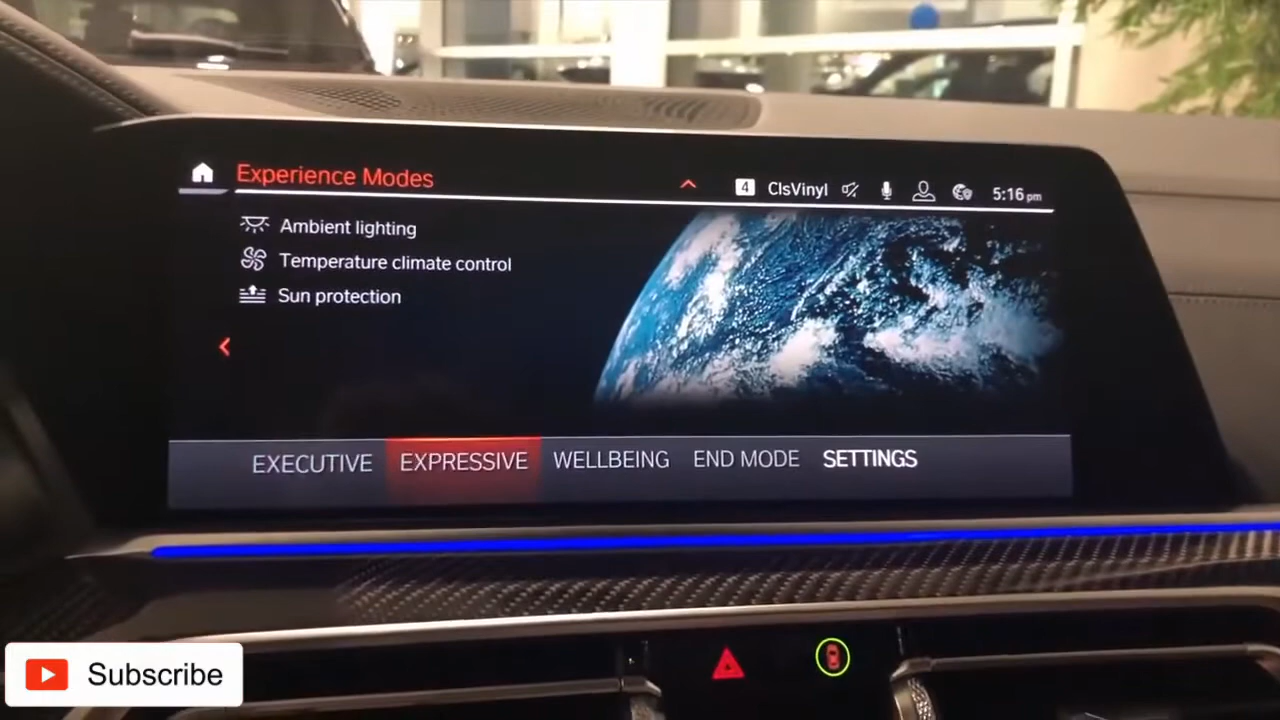 Experience Modes
4 ClsVinyl 5:16 pm
Ambient lighting
Temperature climate control
Sun protection
EXECUTIVE EXPRESSIVE WELLBEING END MODE SETTINGS
Subscribe